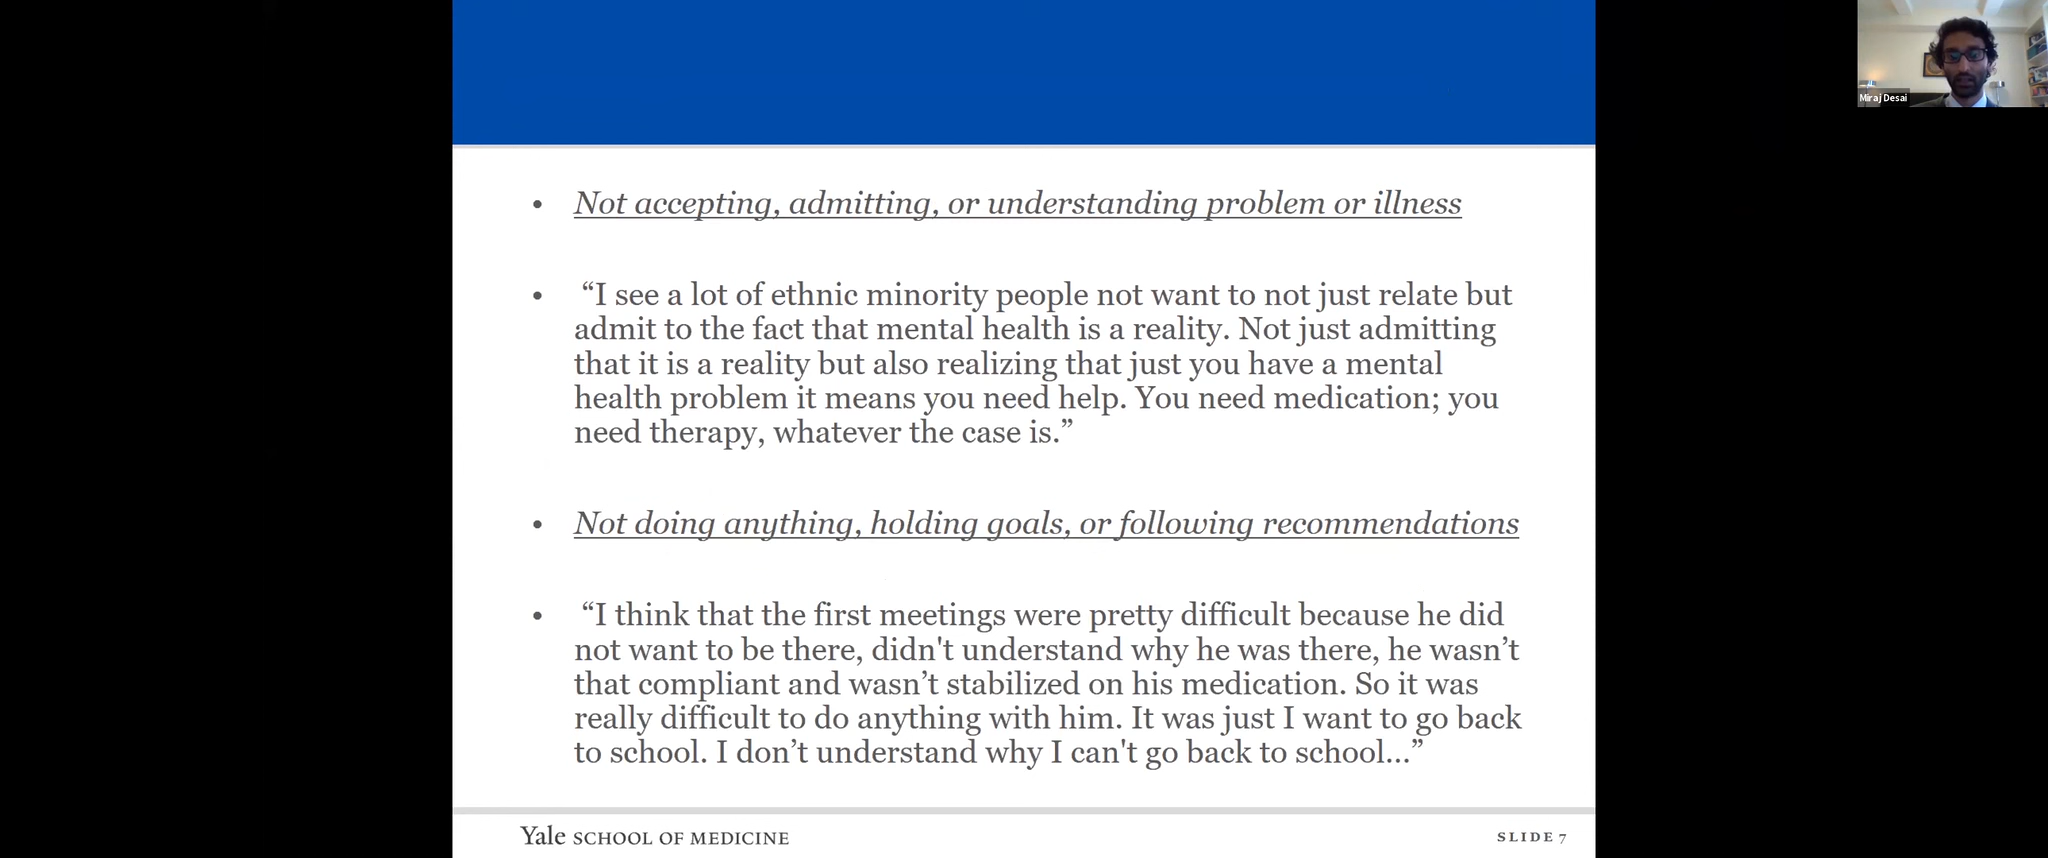 Miraj Desai
• Not accepting, admitting, or understanding problem or illness
• “I see a lot of ethnic minority people not want to not just relate but
admit to the fact that mental health is a reality. Not just admitting
that it is a reality but also realizing that just you have a mental
health problem it means you need help. You need medication; you
need therapy, whatever the case is.”
• Not doing anything, holding goals, or following recommendations
• “I think that the first meetings were pretty difficult because he did
not want to be there, didn't understand why he was there, he wasn’t
that compliant and wasn’t stabilized on his medication. So it was
really difficult to do anything with him. It was just I want to go back
to school. I don’t understand why I can't go back to school…”
Yale SCHOOL OF MEDICINE
SLIDE 7